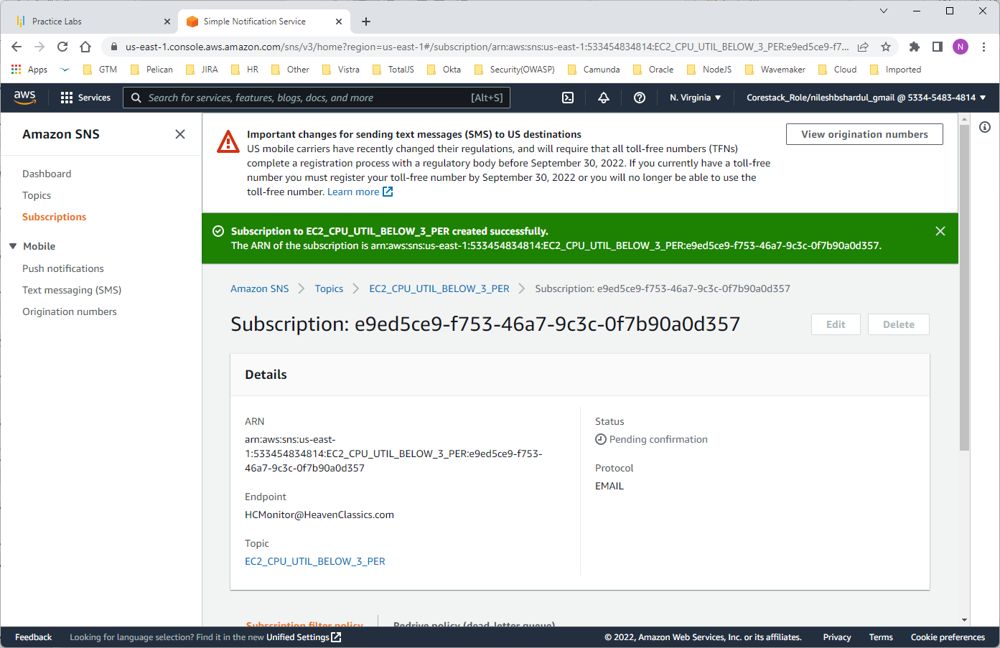 Practice Labs
Simple Notification Service
us-east-1.console.aws.amazon.com/sns/v3/home?region=us-east-1#/subscription/arn:aws:sns:us-east-1:533454834814:EC2_CPU_UTIL_BELOW_3_PER:e9ed5ce9-f7...
N
Apps GTM Pelican JIRA HR Other Vistra TotalJS Okta Security(OWASP) Camunda Oracle NodeJS Wavemaker Cloud Imported
aws Services Search for services, features, blogs, docs, and more [Alt+S] N. Virginia Corestack_Role/nileshbshardul_gmail @ 5334-5483-4814
Amazon SNS
Dashboard
Topics
Subscriptions
Mobile
Push notifications
Text messaging (SMS)
Origination numbers
Important changes for sending text messages (SMS) to US destinations
US mobile carriers have recently changed their regulations, and will require that all toll-free numbers (TFNs)
complete a registration process with a regulatory body before September 30, 2022. If you currently have a toll-free
number you must register your toll-free number by September 30, 2022 or you will no longer be able to use the
toll-free number. Learn more
View origination numbers
Subscription to EC2_CPU_UTIL_BELOW_3_PER created successfully.
The ARN of the subscription is arn:aws:sns:us-east-1:533454834814:EC2_CPU_UTIL_BELOW_3_PER:e9ed5ce9-f753-46a7-9c3c-0f7b90a0d357.
Amazon SNS Topics EC2_CPU_UTIL_BELOW_3_PER Subscription: e9ed5ce9-f753-46a7-9c3c-0f7b90a0d357
Subscription: e9ed5ce9-f753-46a7-9c3c-0f7b90a0d357
Edit
Delete
Details
ARN
arn:aws:sns:us-east-
1:533454834814:EC2_CPU_UTIL_BELOW_3_PER:e9ed5ce9-f753-
46a7-9c3c-0f7b90a0d357
Endpoint
HCMonitor@HeavenClassics.com
Topic
EC2_CPU_UTIL_BELOW_3_PER
Status
Pending confirmation
Protocol
EMAIL
Subscription filter policy
Redrive policy (dead-letter queue)
Feedback Looking for language selection? Find it in the new Unified Settings © 2022, Amazon Web Services, Inc. or its affiliates. Privacy Terms Cookie preferences